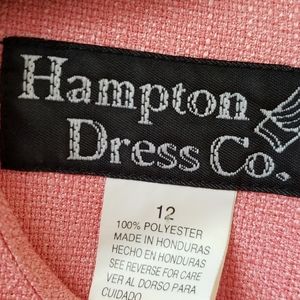 Hampton
Dress Co.
12
100% POLYESTER
MADE IN HONDURAS
HECHO EN HONDURAS
SEE REVERSE FOR CARE
VER AL DORSO PARA
CUIDADO